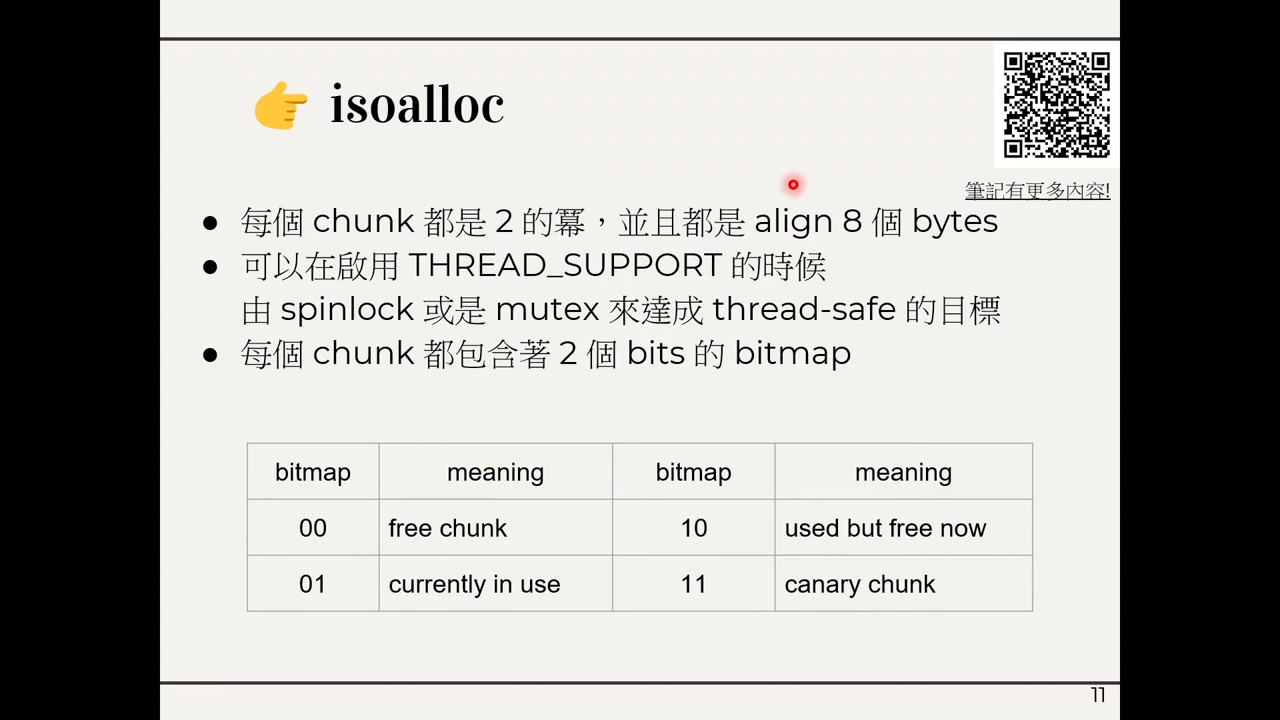 isoalloc
筆記有更多內容!
● 每個 chunk 都是 2 的冪，並且都是 align 8 個 bytes
● 可以在啟用 THREAD_SUPPORT 的時候
由 spinlock 或是 mutex 來達成 thread-safe 的目標
● 每個 chunk 都包含著 2 個 bits 的 bitmap
bitmap meaning bitmap meaning
00 free chunk 10 used but free now
01 currently in use 11 canary chunk
11